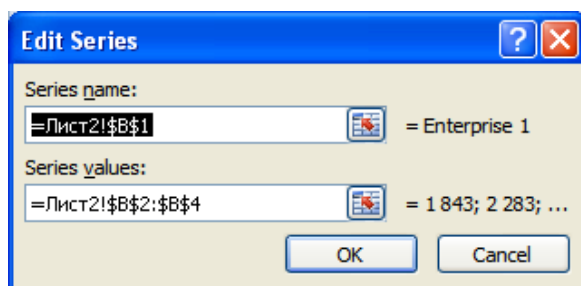 Edit Series
Series name:
=Лист2!$B$1 = Enterprise 1
Series values:
=Лист2!$B$2:$B$4 = 1 843; 2 283; ...
OK Cancel